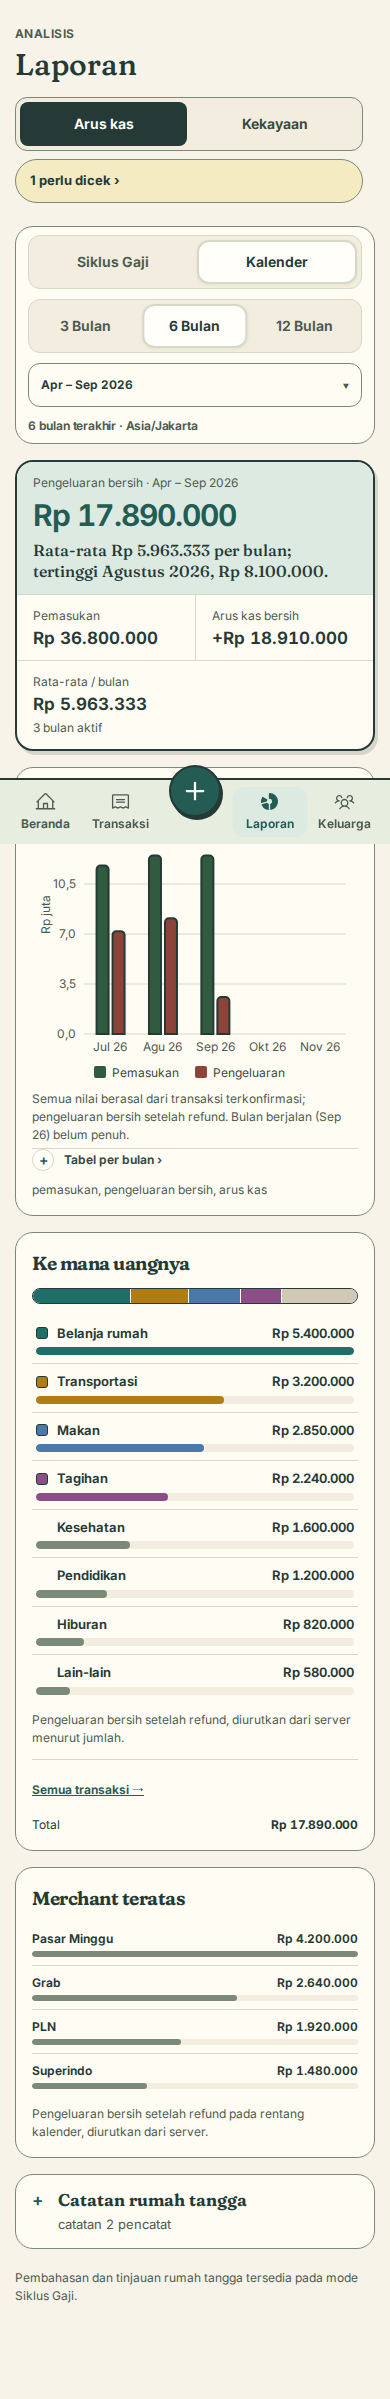 ANALISIS
Laporan
Arus kas
Kekayaan
1 perlu dicek ›
Siklus Gaji
Kalender
3 Bulan
6 Bulan
12 Bulan
Apr – Sep 2026
6 bulan terakhir · Asia/Jakarta
Pengeluaran bersih · Apr – Sep 2026
Rp 17.890.000
Rata-rata Rp 5.963.333 per bulan;
tertinggi Agustus 2026, Rp 8.100.000.
Pemasukan
Rp 36.800.000
Arus kas bersih
+Rp 18.910.000
Rata-rata / bulan
Rp 5.963.333
3 bulan aktif
Beranda
Transaksi
Laporan
Keluarga
Rp juta
10,5
7,0
3,5
0,0
Jul 26
Agu 26
Sep 26
Okt 26
Nov 26
Pemasukan
Pengeluaran
Semua nilai berasal dari transaksi terkonfirmasi;
pengeluaran bersih setelah refund. Bulan berjalan (Sep
26) belum penuh.
+ Tabel per bulan ›
pemasukan, pengeluaran bersih, arus kas
Ke mana uangnya
Belanja rumah Rp 5.400.000
Transportasi Rp 3.200.000
Makan Rp 2.850.000
Tagihan Rp 2.240.000
Kesehatan Rp 1.600.000
Pendidikan Rp 1.200.000
Hiburan Rp 820.000
Lain-lain Rp 580.000
Pengeluaran bersih setelah refund, diurutkan dari server
menurut jumlah.
Semua transaksi →
Total Rp 17.890.000
Merchant teratas
Pasar Minggu Rp 4.200.000
Grab Rp 2.640.000
PLN Rp 1.920.000
Superindo Rp 1.480.000
Pengeluaran bersih setelah refund pada rentang
kalender, diurutkan dari server.
+ Catatan rumah tangga
catatan 2 pencatat
Pembahasan dan tinjauan rumah tangga tersedia pada mode
Siklus Gaji.